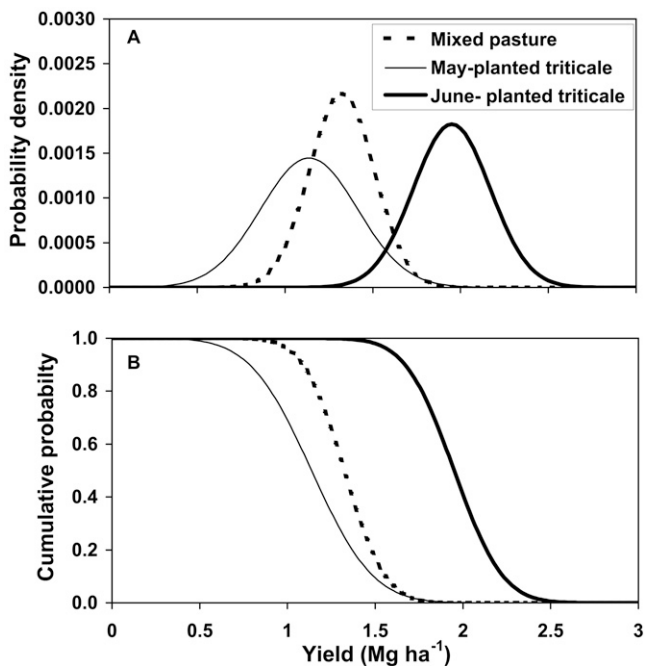 A
Mixed pasture
May-planted triticale
June- planted triticale
Probability density
0.0030
0.0025
0.0020
0.0015
0.0010
0.0005
0.0000
B
Cumulative probabilty
1.0
0.8
0.6
0.4
0.2
0.0
0 0.5 1 1.5 2 2.5 3
Yield (Mg ha⁻¹)